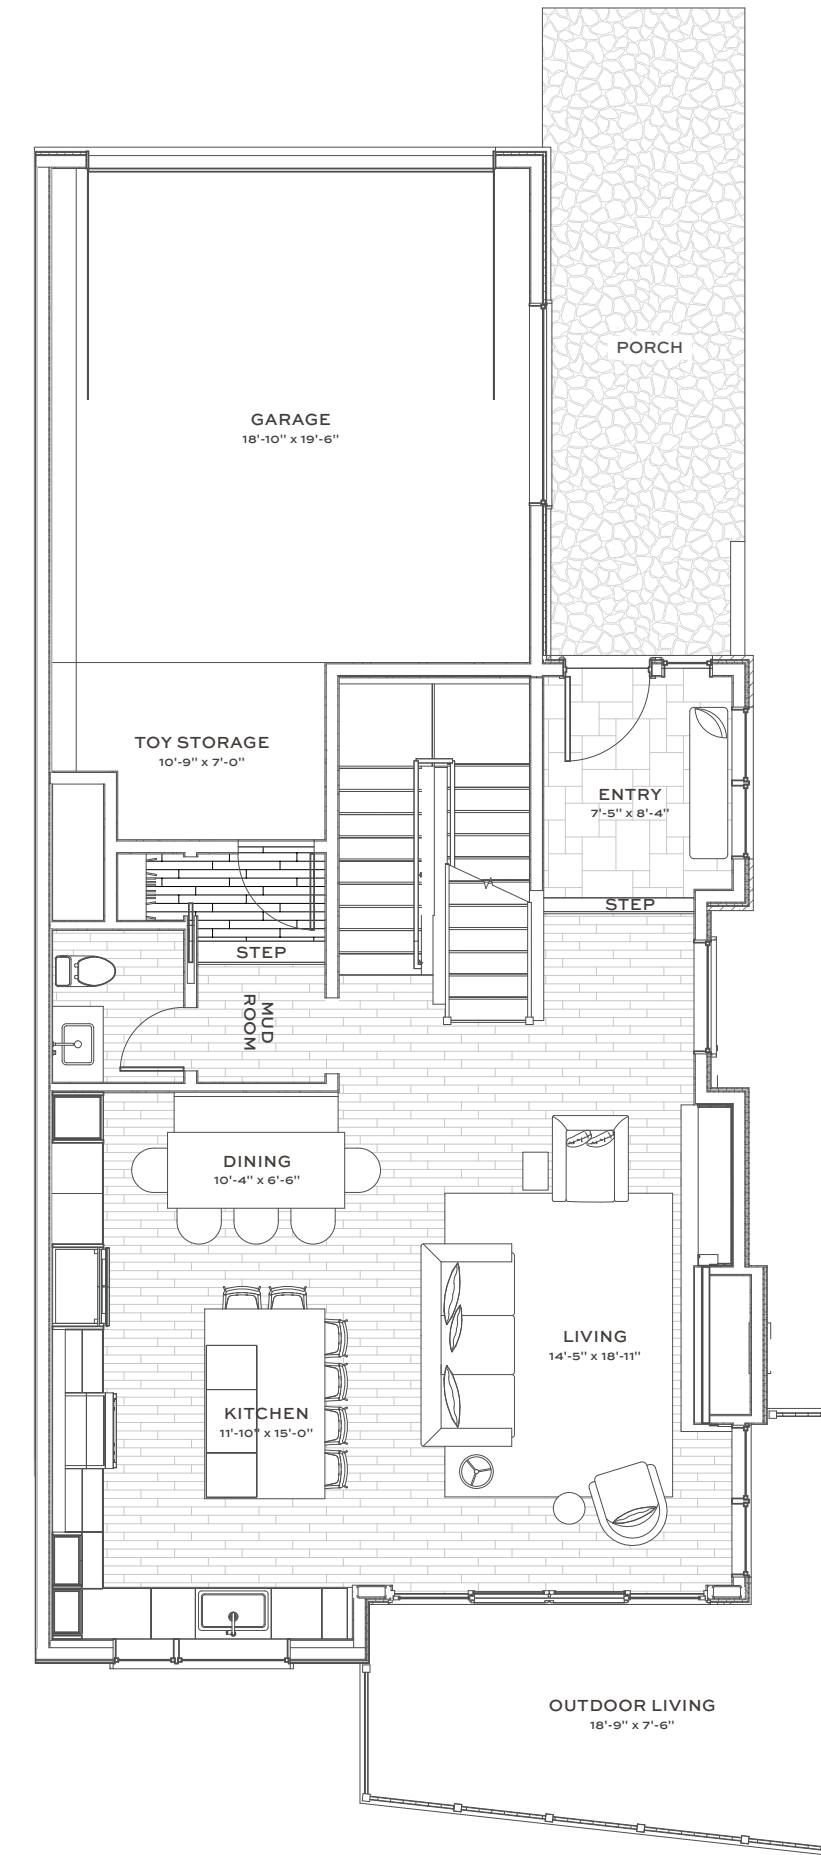 PORCH
GARAGE
18'-10" x 19'-6"
TOY STORAGE
10'-9" x 7'-0"
ENTRY
7'-5" x 8'-4"
STEP
STEP
MUD
ROOM
DINING
10'-4" x 6'-6"
LIVING
14'-5" x 18'-11"
KITCHEN
11'-10" x 15'-0"
OUTDOOR LIVING
18'-9" x 7'-6"